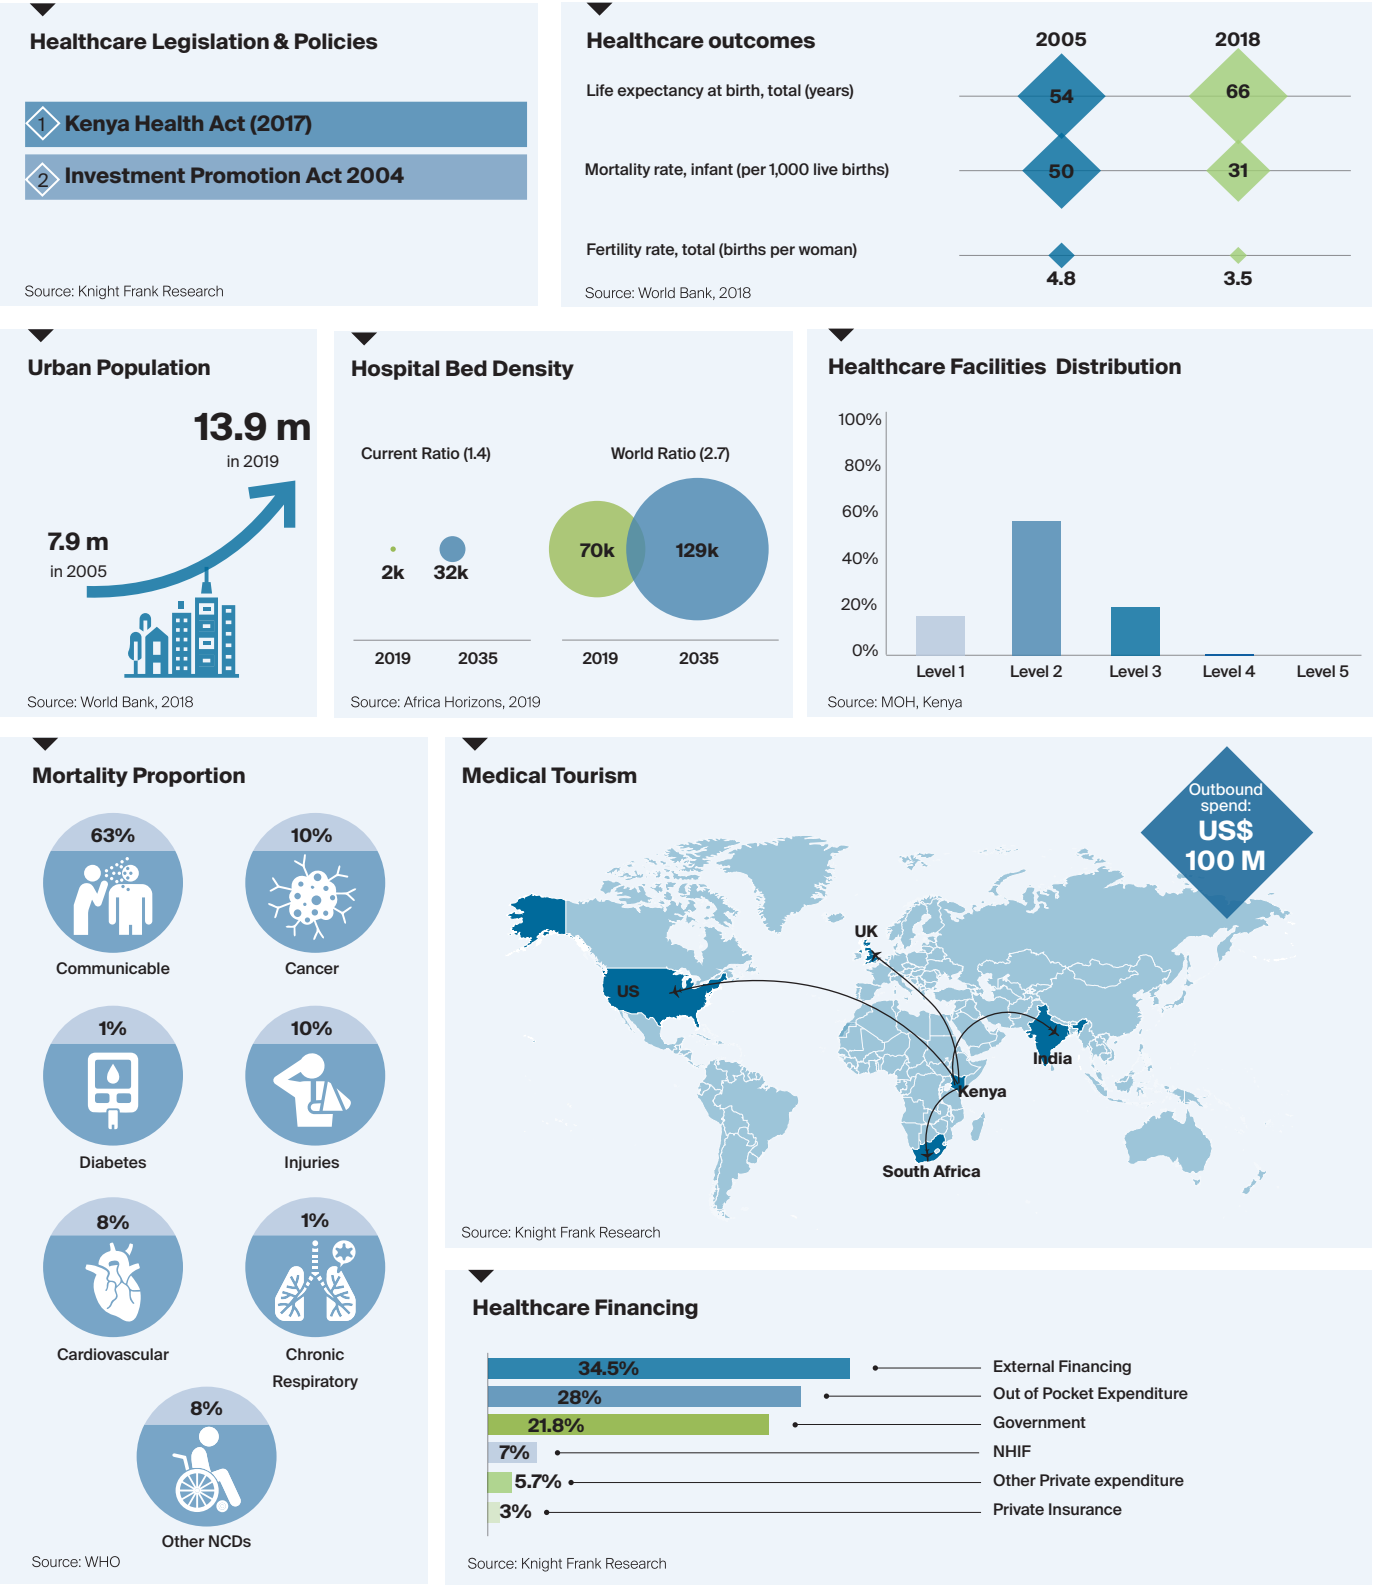 Healthcare Legislation & Policies
1 Kenya Health Act (2017)
2 Investment Promotion Act 2004
Source: Knight Frank Research
Healthcare outcomes
2005 2018
Life expectancy at birth, total (years) 54 66
Mortality rate, infant (per 1,000 live births) 50 31
Fertility rate, total (births per woman)
4.8 3.5
Source: World Bank, 2018
Urban Population
13.9 m
in 2019
7.9 m
in 2005
Source: World Bank, 2018
Hospital Bed Density
Current Ratio (1.4) World Ratio (2.7)
2k 32k 70k 129k
2019 2035 2019 2035
Source: Africa Horizons, 2019
Healthcare Facilities Distribution
100%
80%
60%
40%
20%
0%
Level 1 Level 2 Level 3 Level 4 Level 5
Source: MOH, Kenya
Mortality Proportion
63% 10%
Communicable Cancer
1% 10%
Diabetes Injuries
8% 1%
Cardiovascular Chronic
Respiratory
8%
Other NCDs
Source: WHO
Medical Tourism
Outbound
spend:
US$
100 M
UK
US
India
Kenya
South Africa
Source: Knight Frank Research
Healthcare Financing
34.5% External Financing
28% Out of Pocket Expenditure
21.8% Government
7% NHIF
5.7% Other Private expenditure
3% Private Insurance
Source: Knight Frank Research